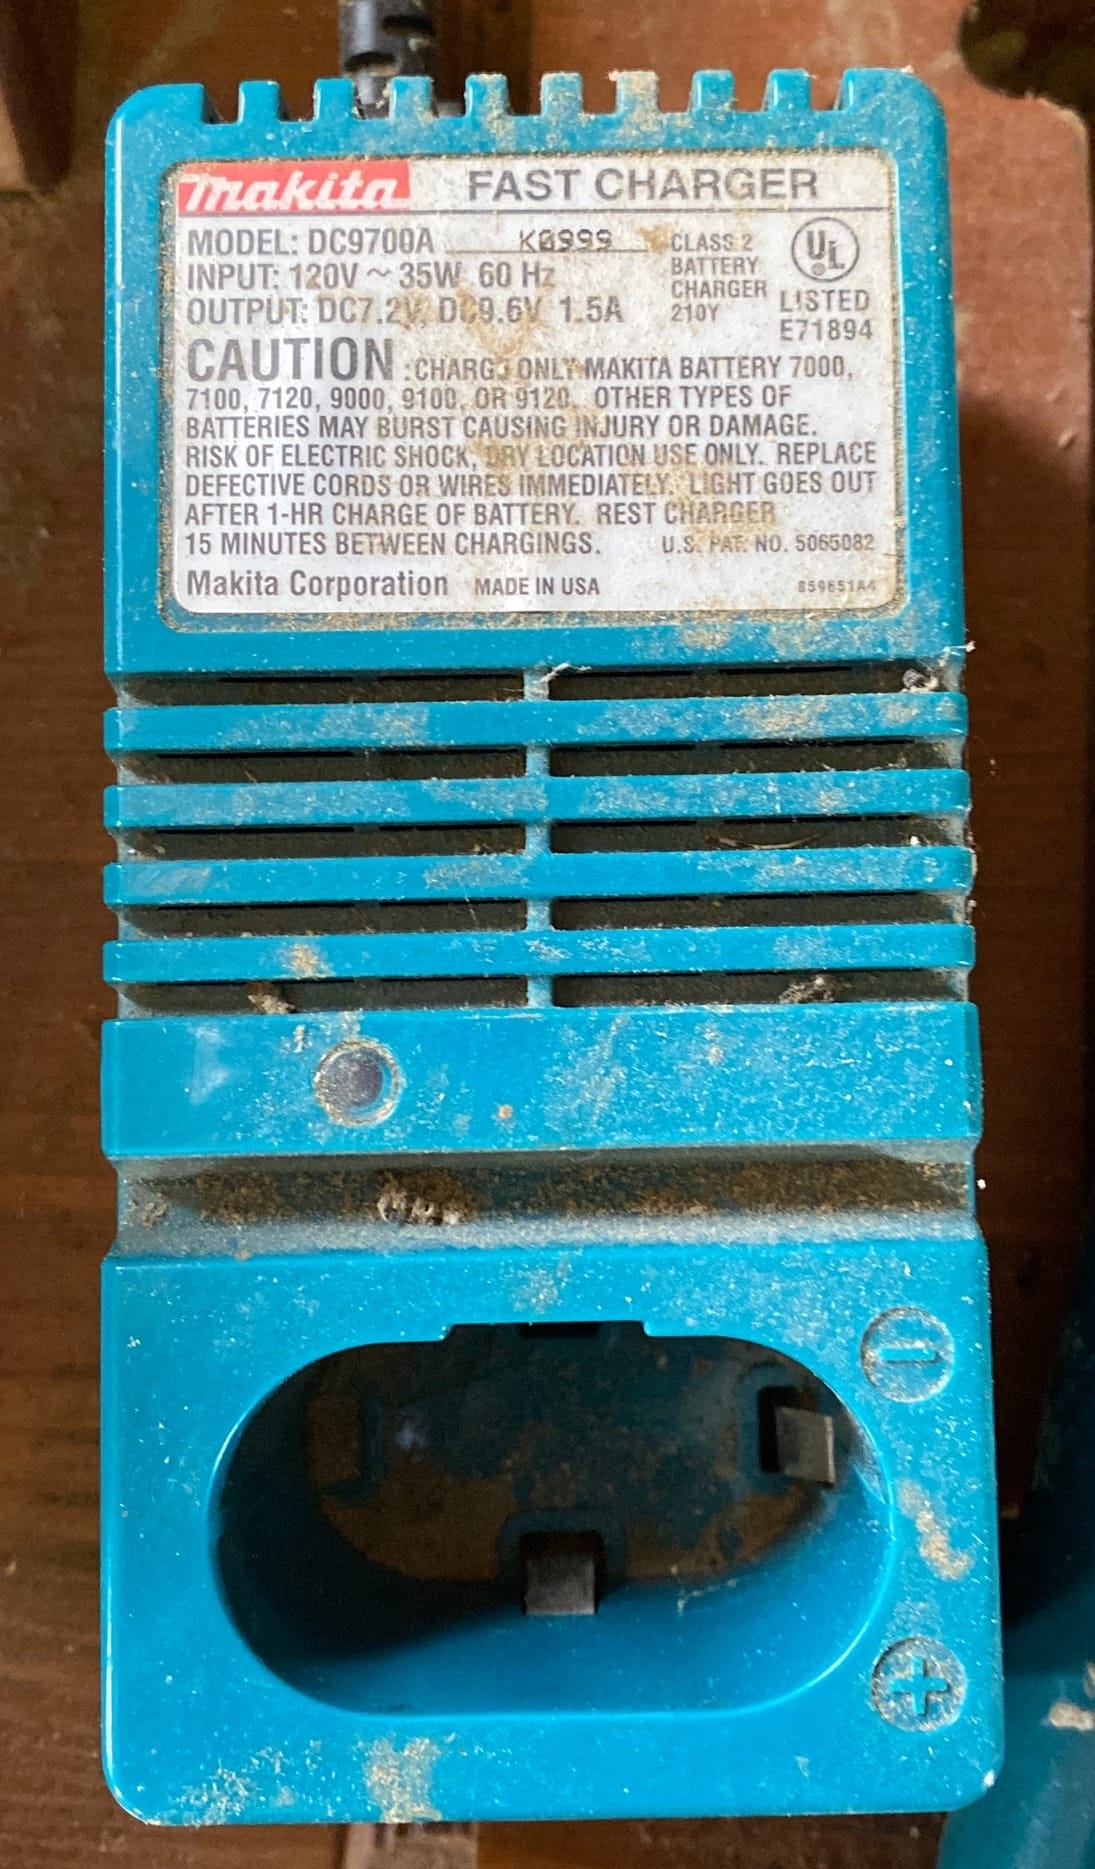 makita FAST CHARGER
MODEL: DC9700A K0999
INPUT: 120V ~ 35W 60 Hz
OUTPUT: DC7.2V, DC9.6V 1.5A
CLASS 2
BATTERY
CHARGER
210Y
UL
LISTED
E71894
CAUTION :CHARGE ONLY MAKITA BATTERY 7000,
7100, 7120, 9000, 9100, OR 9120. OTHER TYPES OF
BATTERIES MAY BURST CAUSING INJURY OR DAMAGE.
RISK OF ELECTRIC SHOCK, DRY LOCATION USE ONLY. REPLACE
DEFECTIVE CORDS OR WIRES IMMEDIATELY. LIGHT GOES OUT
AFTER 1-HR CHARGE OF BATTERY. REST CHARGER
15 MINUTES BETWEEN CHARGINGS. U.S. PAT. NO. 5065082
Makita Corporation MADE IN USA 859651A4
−
+